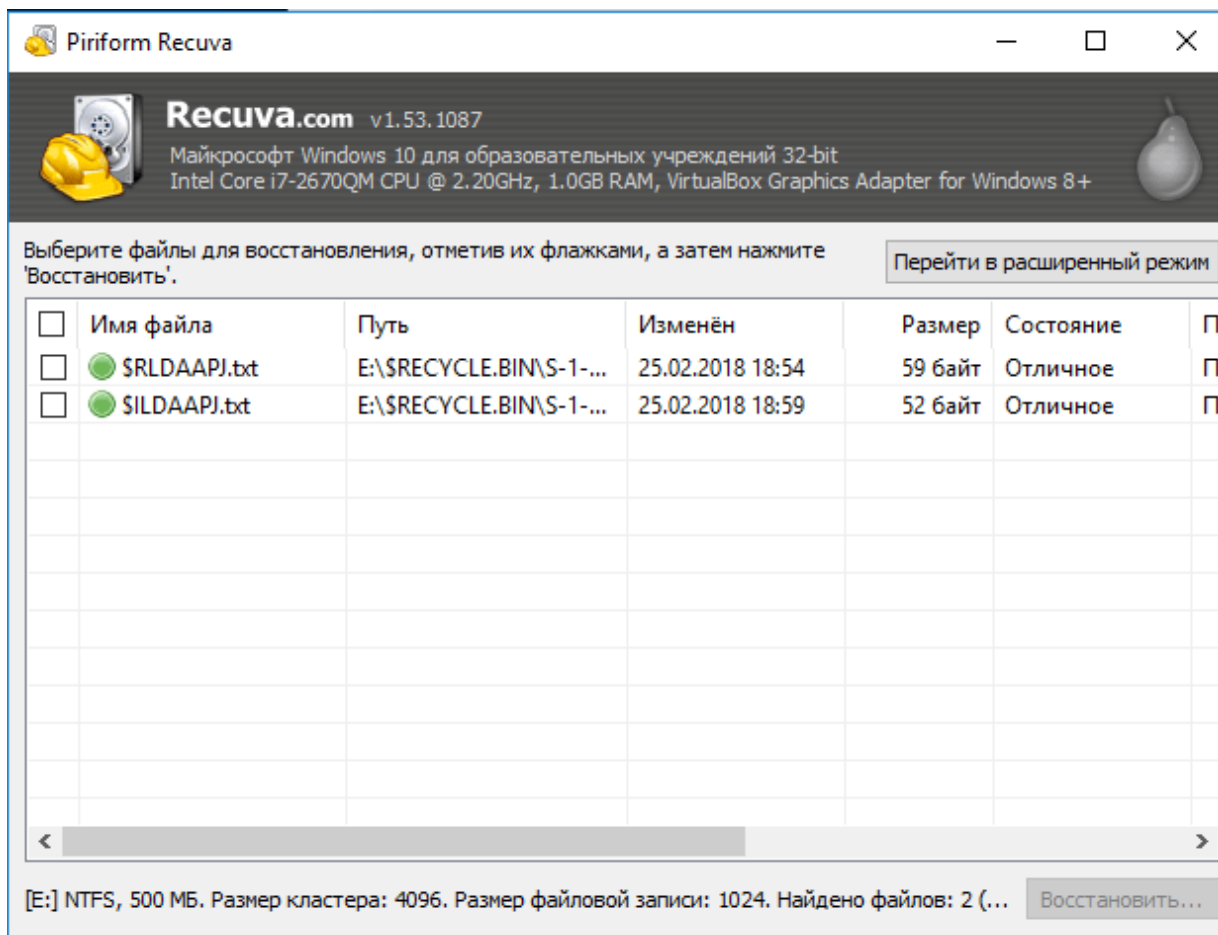 Piriform Recuva
Recuva.com v1.53.1087
Майкрософт Windows 10 для образовательных учреждений 32-bit
Intel Core i7-2670QM CPU @ 2.20GHz, 1.0GB RAM, VirtualBox Graphics Adapter for Windows 8+
Выберите файлы для восстановления, отметив их флажками, а затем нажмите
'Восстановить'.
Перейти в расширенный режим
Имя файла Путь Изменён Размер Состояние П
$RLDAAPJ.txt E:\$RECYCLE.BIN\S-1-... 25.02.2018 18:54 59 байт Отличное П
$ILDAAPJ.txt E:\$RECYCLE.BIN\S-1-... 25.02.2018 18:59 52 байт Отличное П
[E:] NTFS, 500 МБ. Размер кластера: 4096. Размер файловой записи: 1024. Найдено файлов: 2 (... Восстановить...